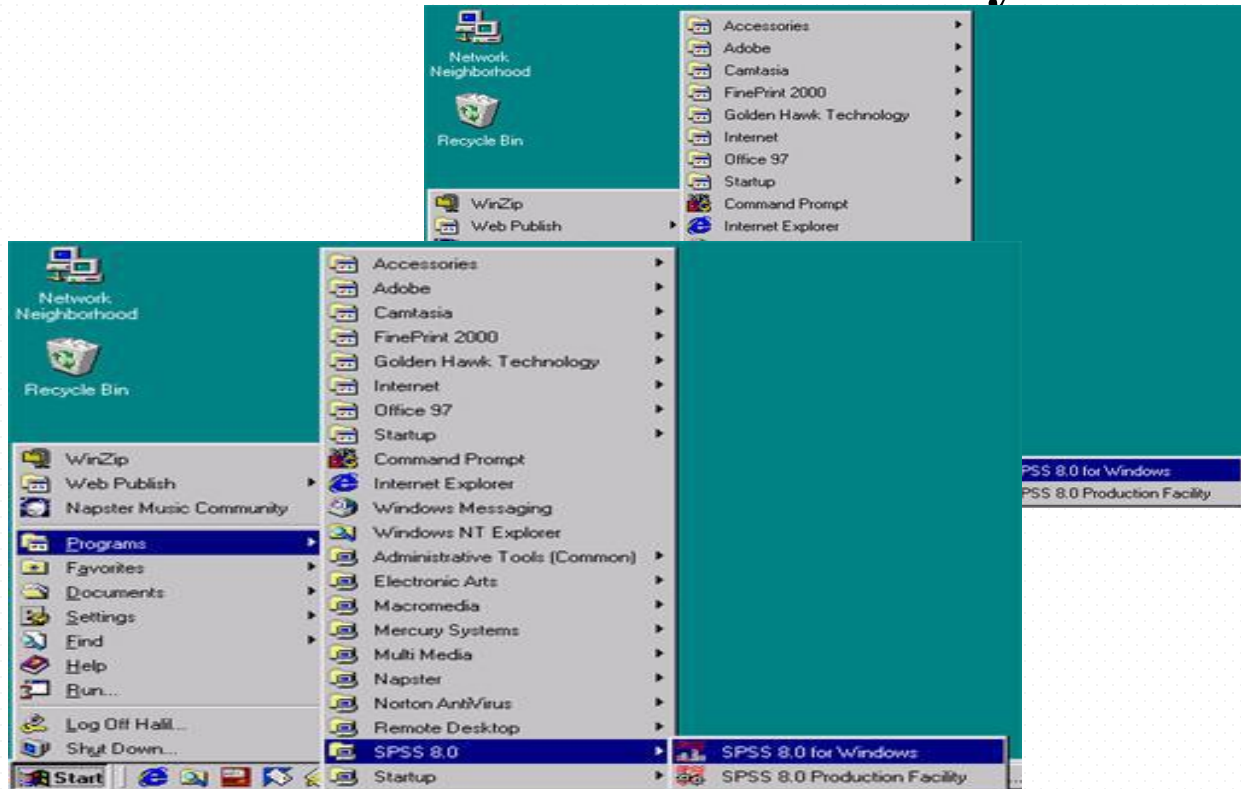 Network
Neighborhood
Recycle Bin
WinZip
Web Publish
Accessories
Adobe
Camtasia
FinePrint 2000
Golden Hawk Technology
Internet
Office 97
Startup
Command Prompt
Internet Explorer
PSS 8.0 for Windows
PSS 8.0 Production Facility
Network
Neighborhood
Recycle Bin
WinZip
Web Publish
Napster Music Community
Programs
Favorites
Documents
Settings
Find
Help
Run...
Log Off Halil...
Shut Down...
Start
Accessories
Adobe
Camtasia
FinePrint 2000
Golden Hawk Technology
Internet
Office 97
Startup
Command Prompt
Internet Explorer
Windows Messaging
Windows NT Explorer
Administrative Tools (Common)
Electronic Arts
Macromedia
Mercury Systems
Multi Media
Napster
Norton AntiVirus
Remote Desktop
SPSS 8.0
Startup
SPSS 8.0 for Windows
SPSS 8.0 Production Facility